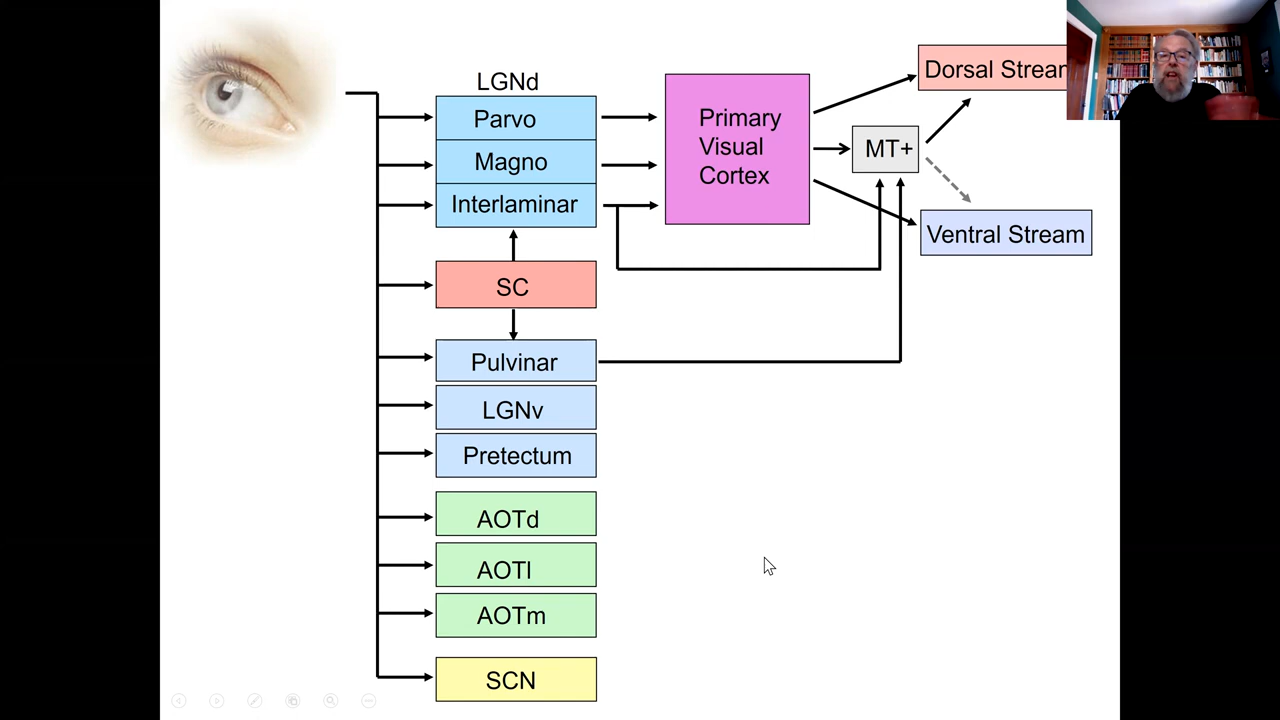 LGNd
Parvo
Magno
Interlaminar
SC
Pulvinar
LGNv
Pretectum
AOTd
AOTl
AOTm
SCN
Primary
Visual
Cortex
MT+
Dorsal Strear
Ventral Stream